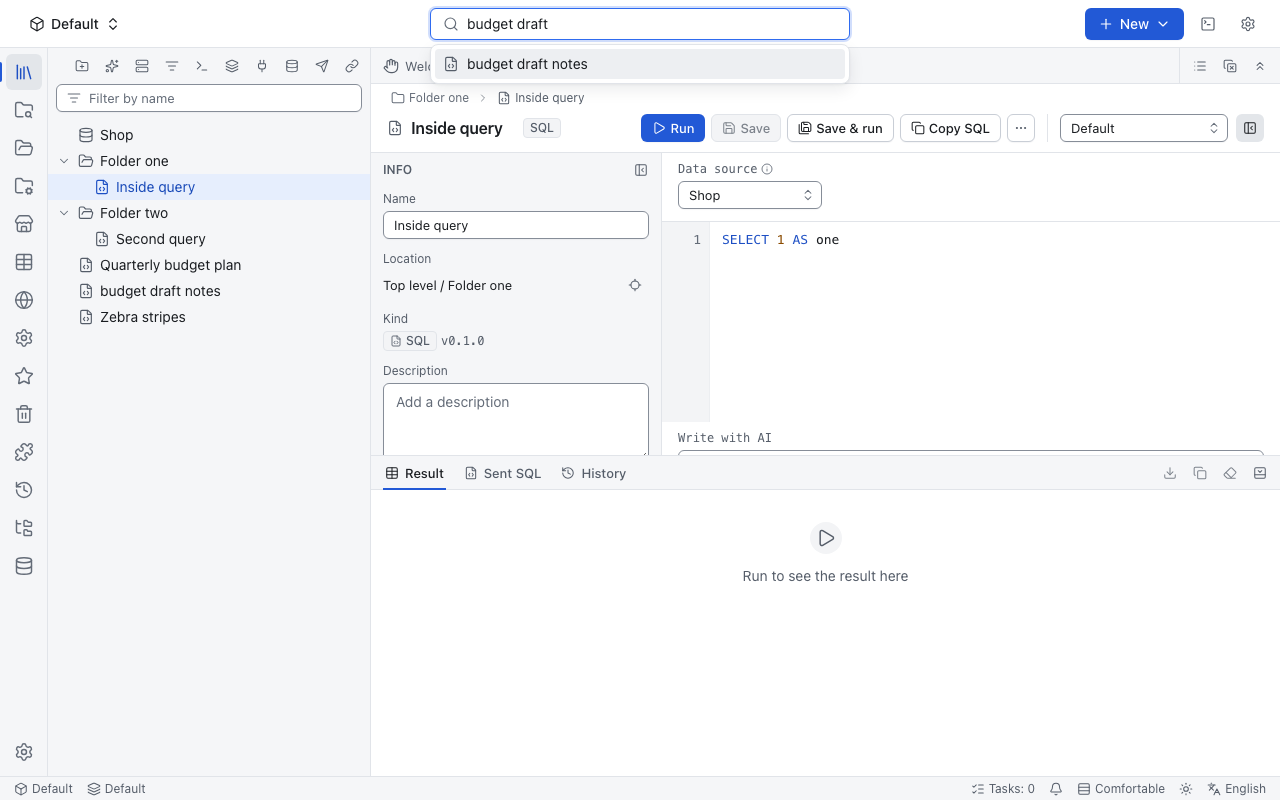 Default
budget draft
New
budget draft notes
Filter by name
Shop
Folder one
Inside query
Folder two
Second query
Quarterly budget plan
budget draft notes
Zebra stripes
Folder one
Inside query
Inside query
SQL
Run
Save
Save & run
Copy SQL
Default
INFO
Name
Inside query
Location
Top level / Folder one
Kind
SQL v0.1.0
Description
Add a description
Data source
Shop
1 SELECT 1 AS one
Write with AI
Result
Sent SQL
History
Run to see the result here
Default
Default
Tasks: 0
Comfortable
English